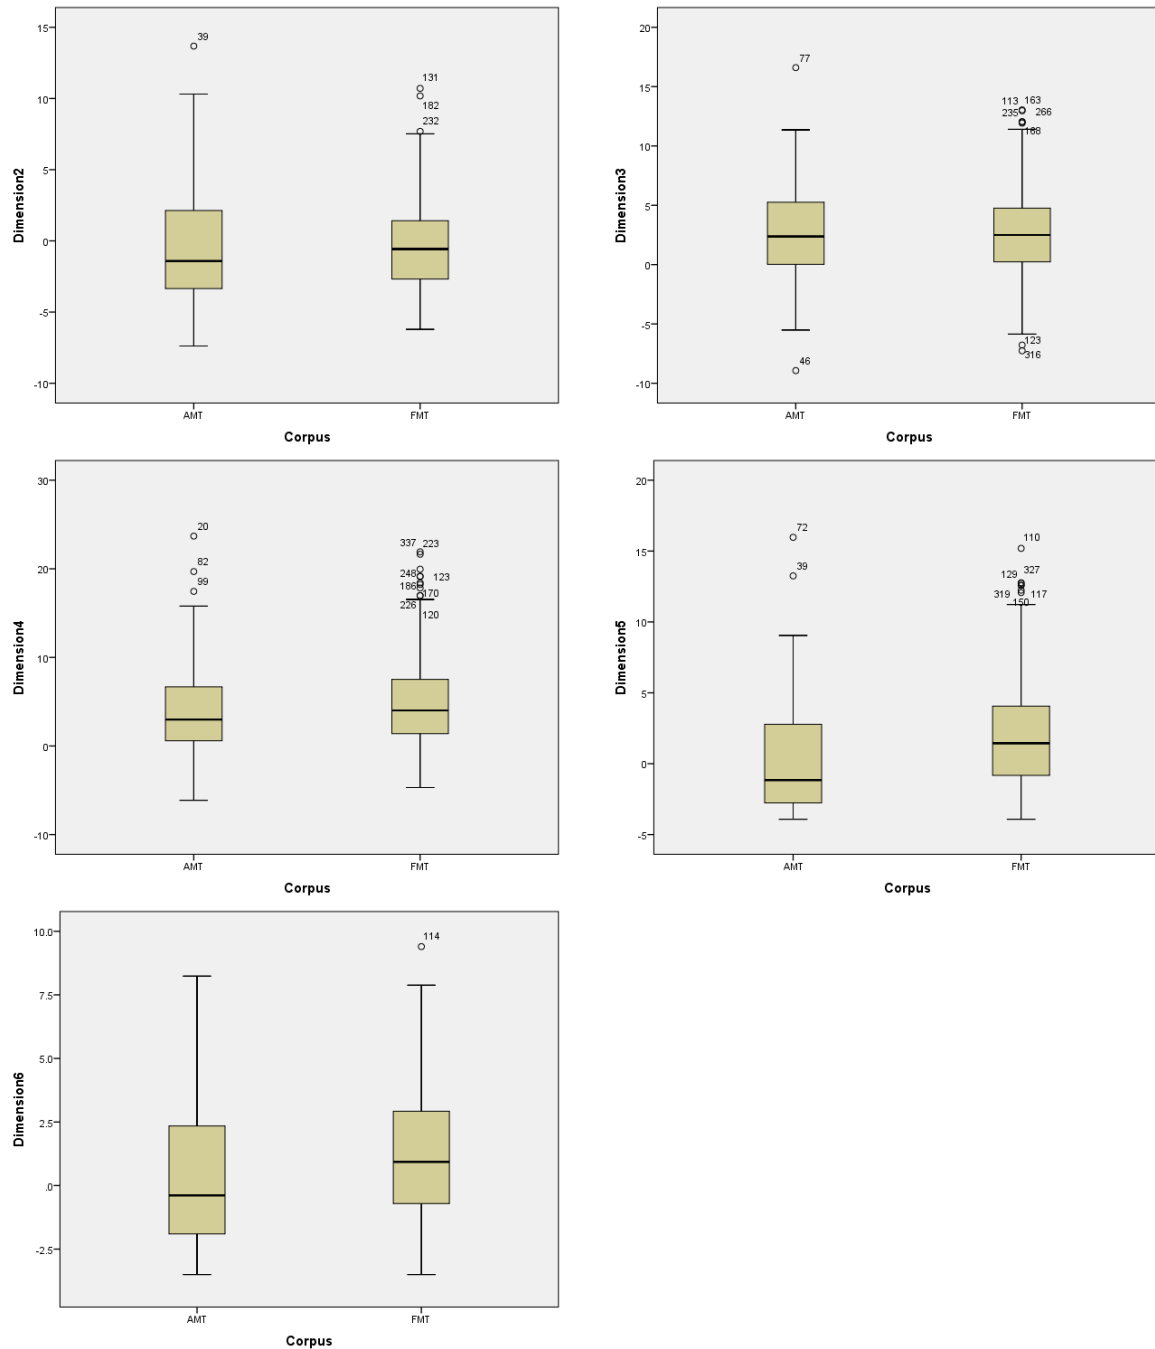 15
10
5
0
-5
-10
Dimension2
39
131
182
232
AMT
FMT
Corpus
20
15
10
5
0
-5
-10
Dimension3
77
46
113 163
235 266
168
123
316
AMT
FMT
Corpus
30
20
10
0
-10
Dimension4
20
82
99
337 223
248 123
186 170
226
120
AMT
FMT
Corpus
20
15
10
5
0
-5
Dimension5
72
39
110
327
129
319 117
150
AMT
FMT
Corpus
10.0
7.5
5.0
2.5
.0
-2.5
Dimension6
114
AMT
FMT
Corpus